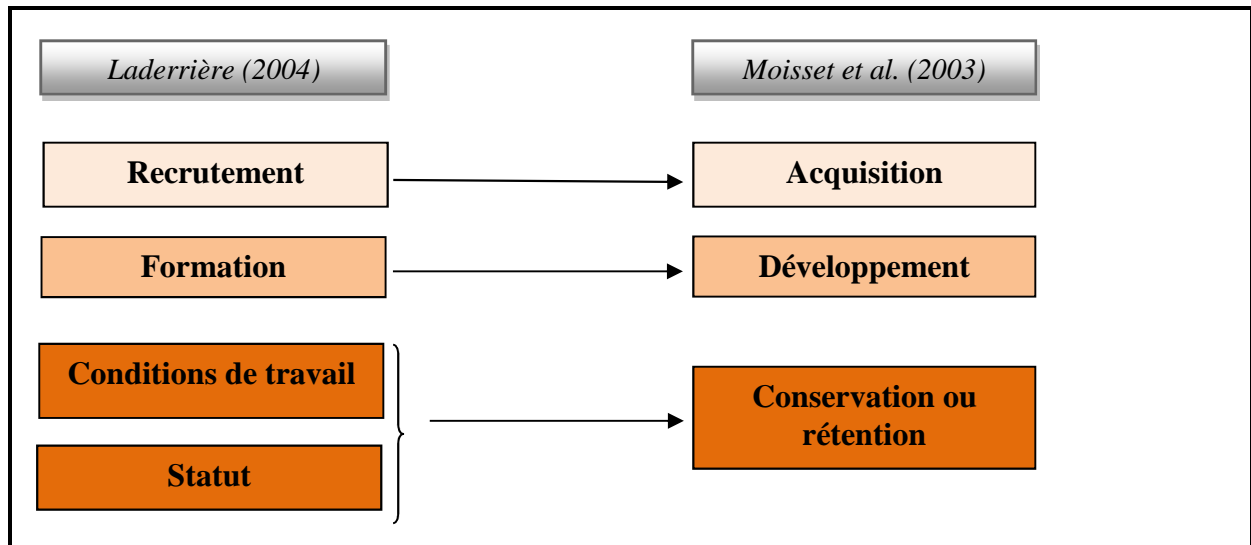 Laderrière (2004)
Moisset et al. (2003)
Recrutement
Acquisition
Formation
Développement
Conditions de travail
Statut
Conservation ou
rétention